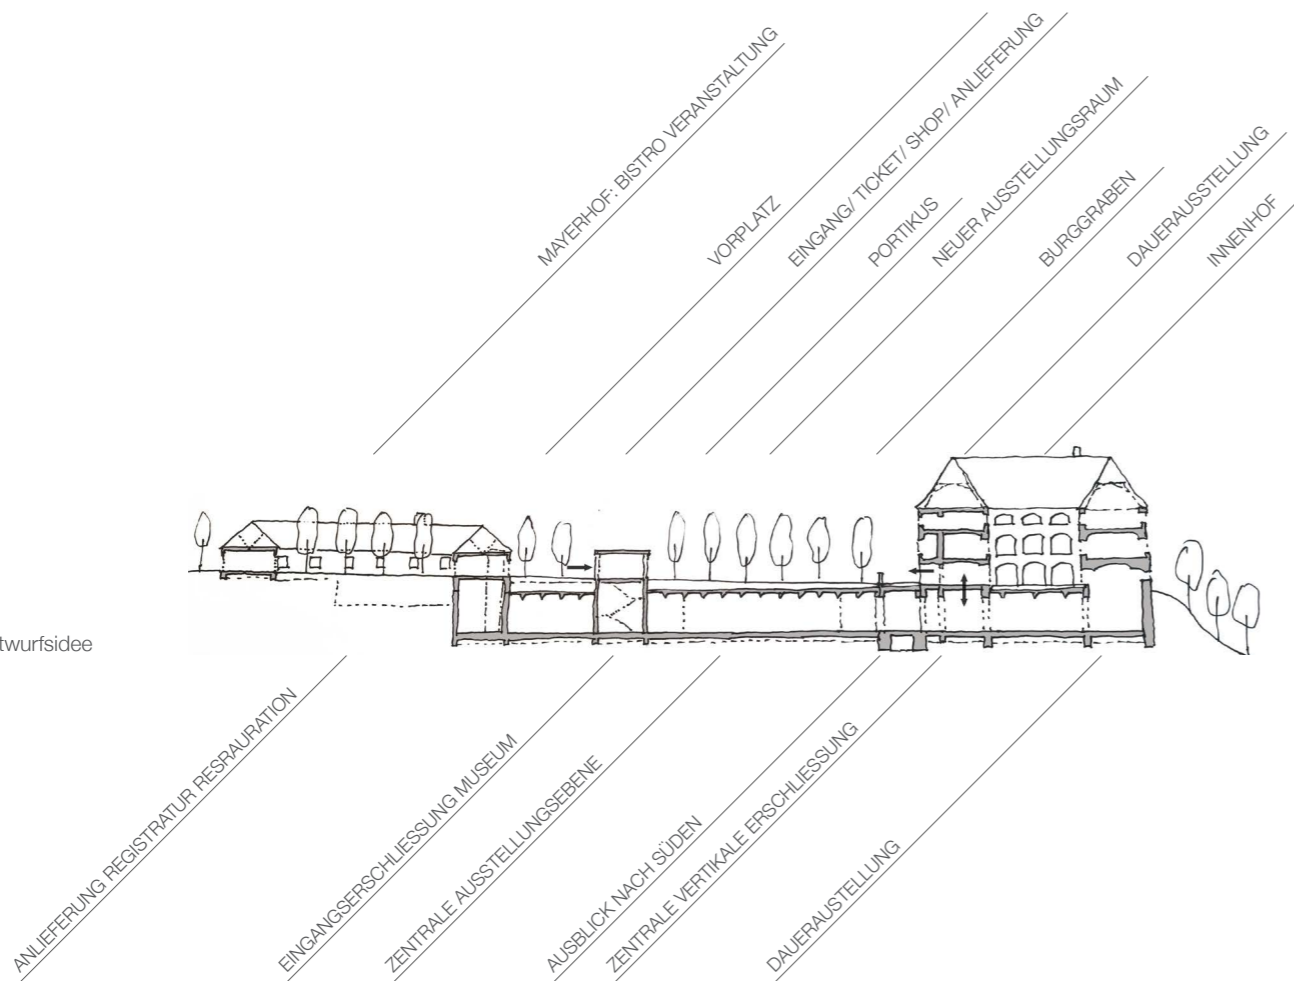 MAYERHOF: BISTRO VERANSTALTUNG
VORPLATZ
EINGANG/ TICKET/ SHOP/ ANLIEFERUNG
PORTIKUS
NEUER AUSSTELLUNGSRAUM
BURGGRABEN
DAUERAUSSTELLUNG
INNENHOF
twurfsidee
ANLIEFERUNG REGISTRATUR RESRAURATION
EINGANGSERSCHLIESSUNG MUSEUM
ZENTRALE AUSSTELLUNGSEBENE
AUSBLICK NACH SÜDEN
ZENTRALE VERTIKALE ERSCHLIESSUNG
DAUERAUSTELLUNG